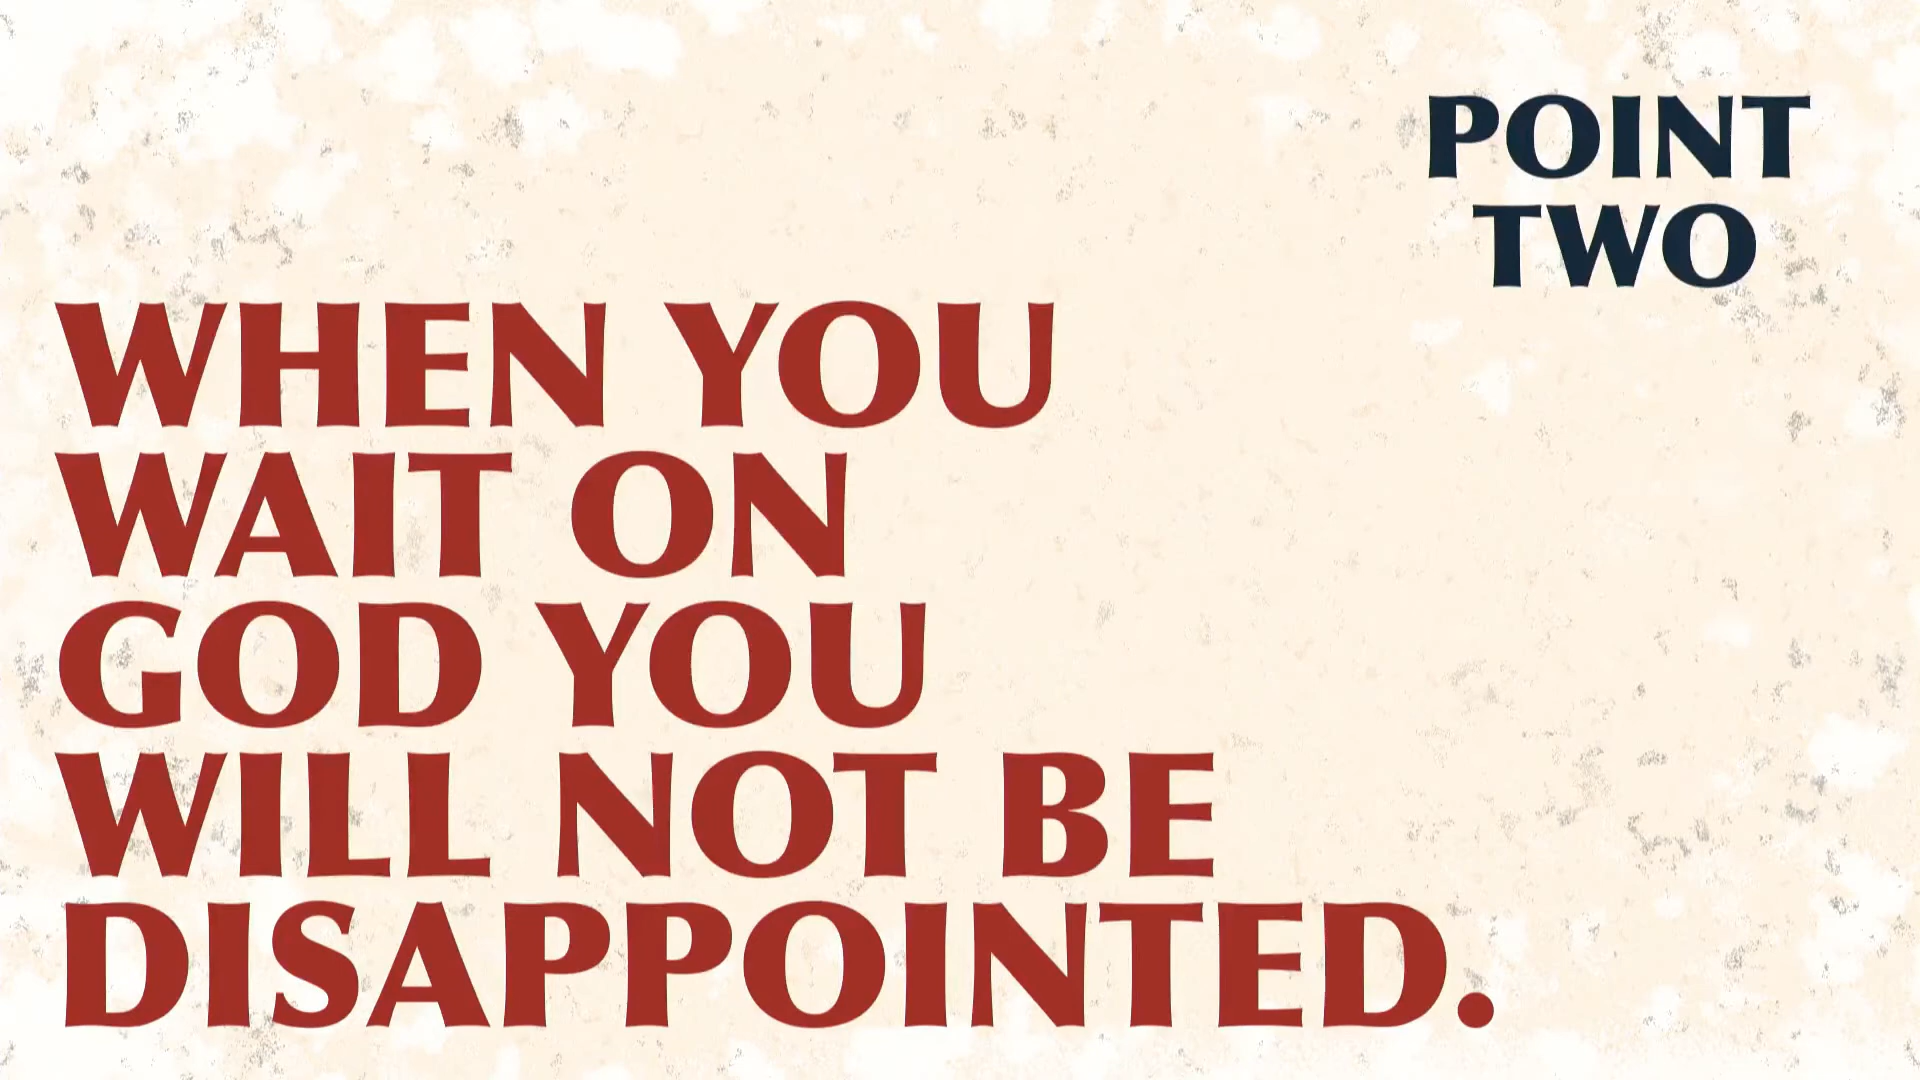 POINT
TWO
WHEN YOU
WAIT ON
GOD YOU
WILL NOT BE
DISAPPOINTED.